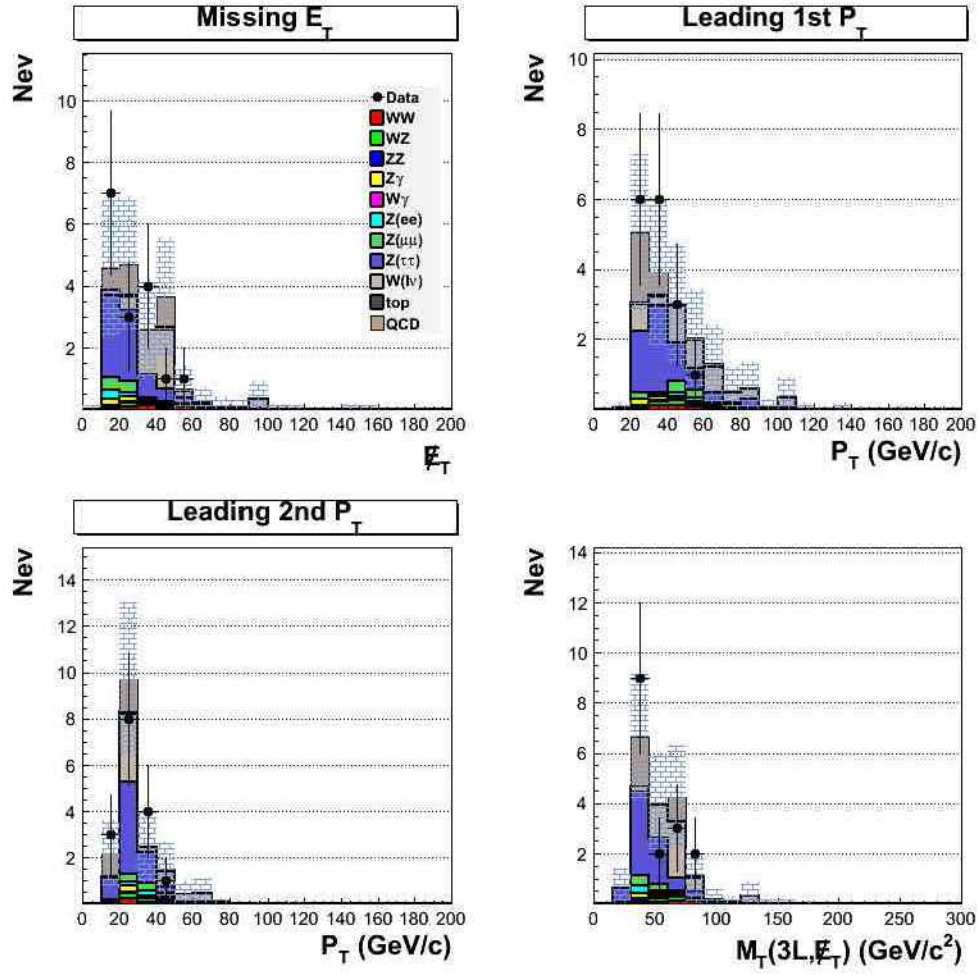 Missing E_T
Nev
10
8
6
4
2
Data
WW
WZ
ZZ
Zγ
Wγ
Z(ee)
Z(μμ)
Z(ττ)
W(lν)
top
QCD
0 20 40 60 80 100 120 140 160 180 200
E̸_T
Leading 1st P_T
Nev
10
8
6
4
2
0 20 40 60 80 100 120 140 160 180 200
P_T (GeV/c)
Leading 2nd P_T
Nev
14
12
10
8
6
4
2
0 20 40 60 80 100 120 140 160 180 200
P_T (GeV/c)
Nev
14
12
10
8
6
4
2
0 50 100 150 200 250 300
M_T(3L,E̸_T) (GeV/c²)